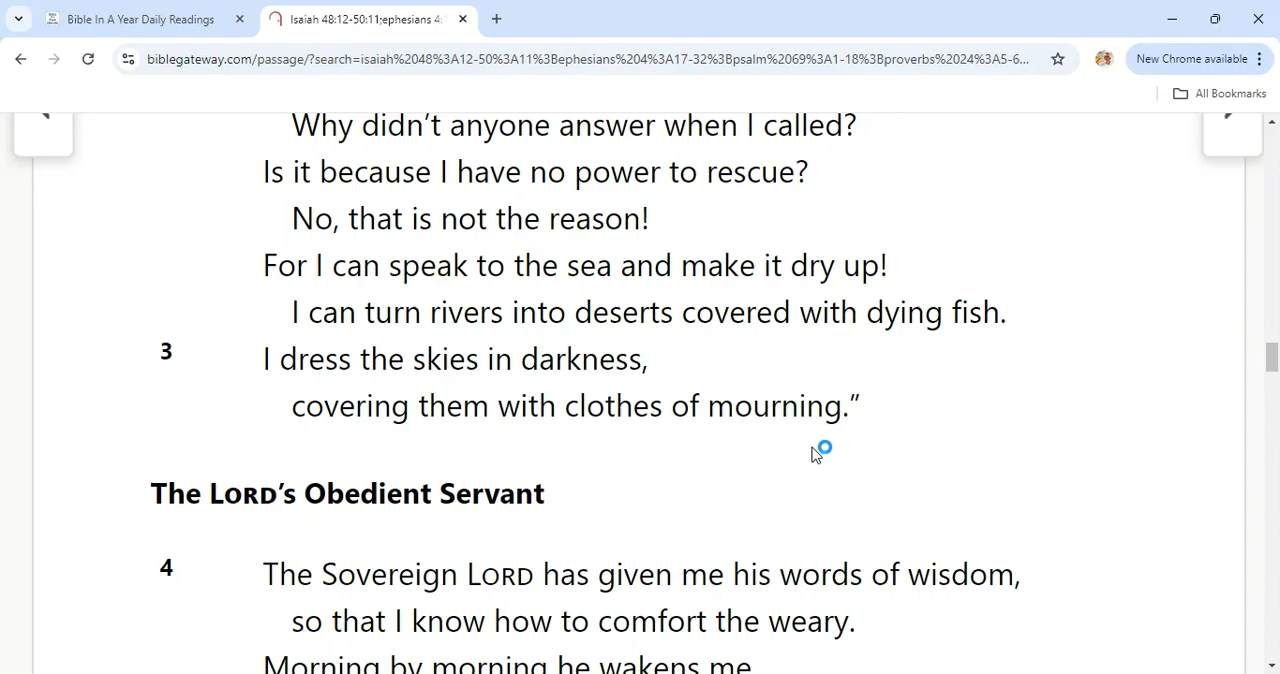 Bible In A Year Daily Readings
Isaiah 48:12-50:11;ephesians 4:
New Chrome available
biblegateway.com/passage/?search=isaiah%2048%3A12-50%3A11%3Bephesians%204%3A17-32%3Bpsalm%2069%3A1-18%3Bproverbs%2024%3A5-6...
All Bookmarks
Why didn’t anyone answer when I called?
Is it because I have no power to rescue?
No, that is not the reason!
For I can speak to the sea and make it dry up!
I can turn rivers into deserts covered with dying fish.
3 I dress the skies in darkness,
covering them with clothes of mourning.”
The LORD’s Obedient Servant
4 The Sovereign LORD has given me his words of wisdom,
so that I know how to comfort the weary.
Morning by morning he wakens me